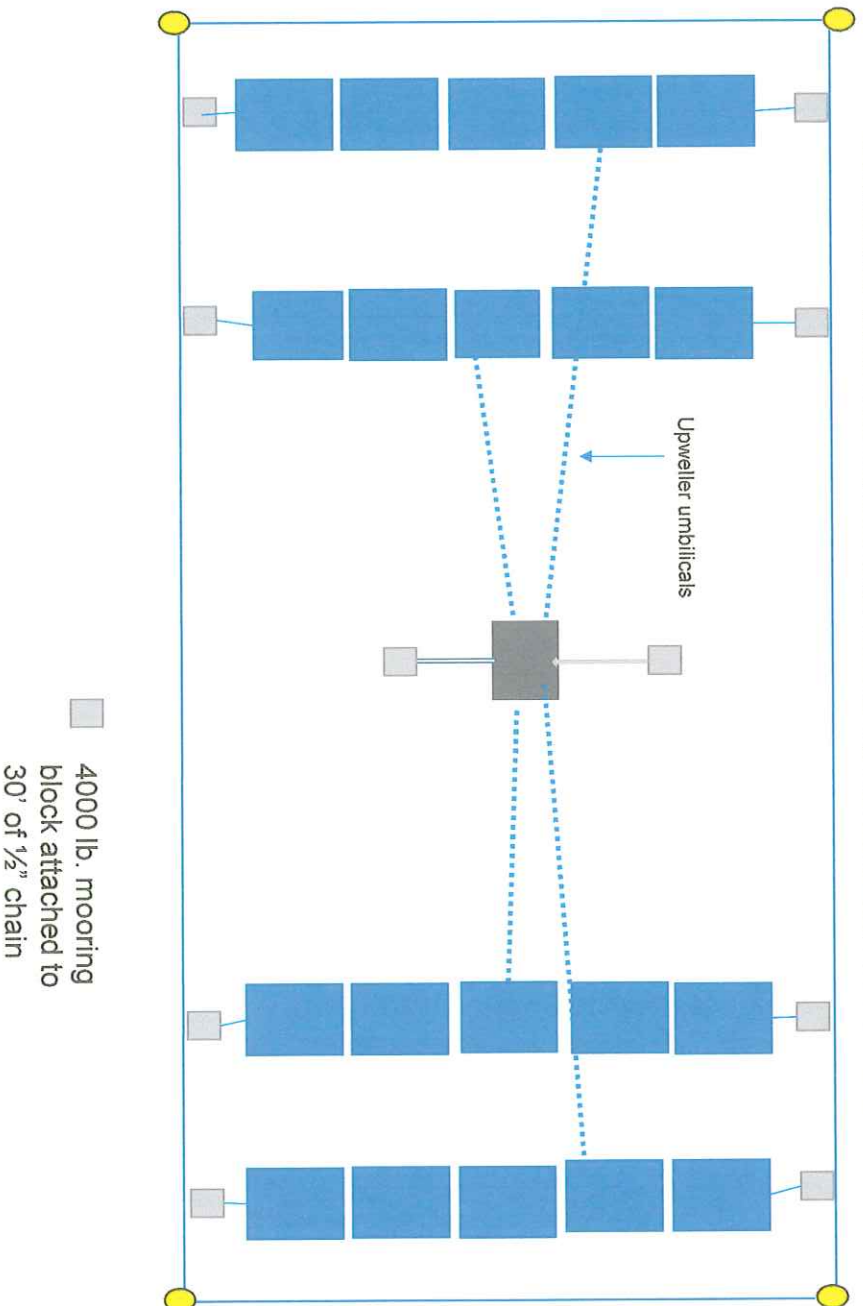 Upweller umbilicals
4000 lb. mooring
block attached to
30' of ½" chain